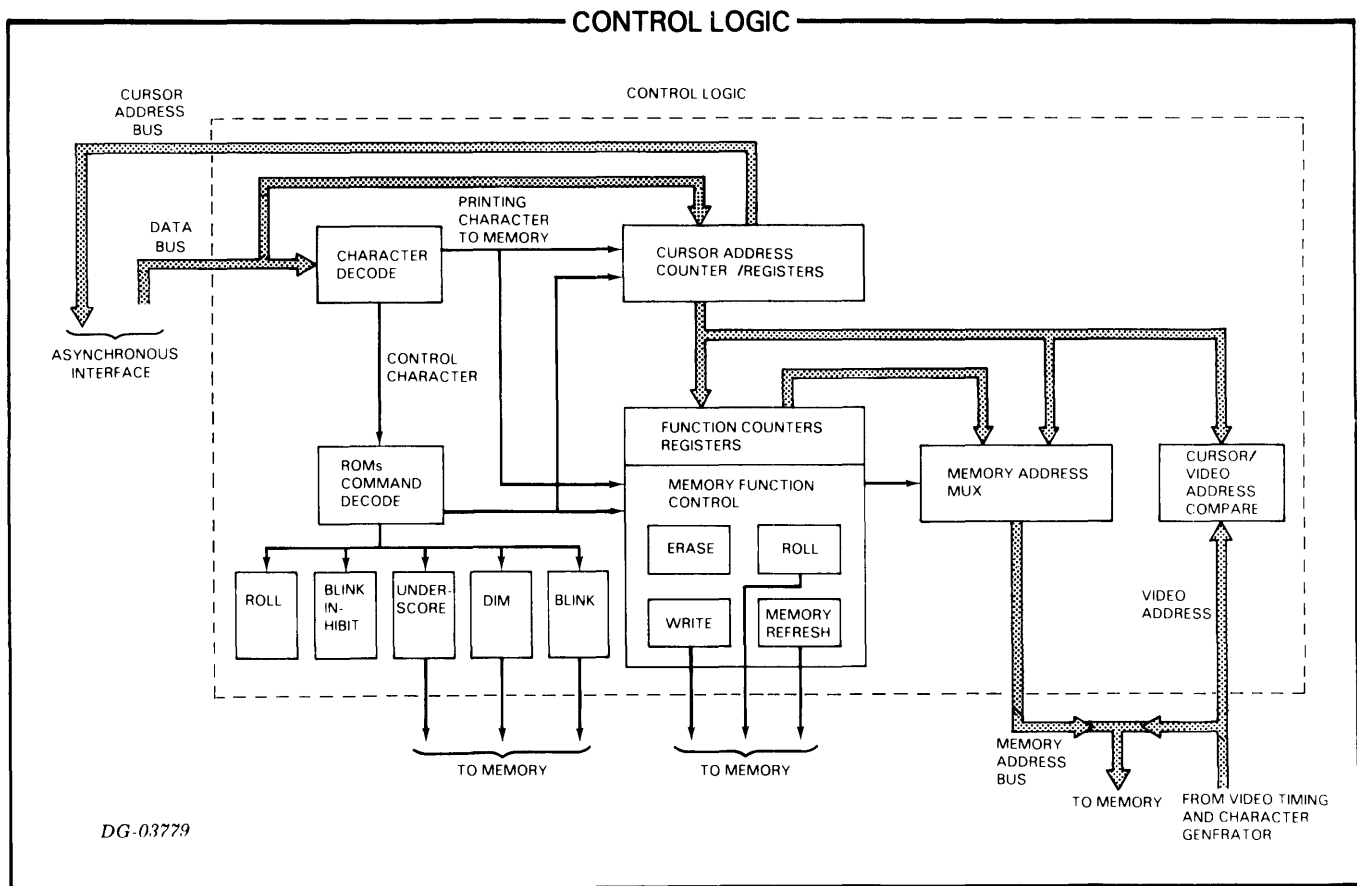 CONTROL LOGIC
CURSOR
ADDRESS
BUS
CONTROL LOGIC
DATA
BUS
PRINTING
CHARACTER
TO MEMORY
CHARACTER
DECODE
CURSOR ADDRESS
COUNTER /REGISTERS
ASYNCHRONOUS
INTERFACE
CONTROL
CHARACTER
FUNCTION COUNTERS
REGISTERS
ROMs
COMMAND
DECODE
MEMORY FUNCTION
CONTROL
MEMORY ADDRESS
MUX
CURSOR/
VIDEO
ADDRESS
COMPARE
ERASE
ROLL
ROLL
BLINK
IN-
HIBIT
UNDER-
SCORE
DIM
BLINK
WRITE
MEMORY
REFRESH
VIDEO
ADDRESS
TO MEMORY
TO MEMORY
MEMORY
ADDRESS
BUS
TO MEMORY
FROM VIDEO TIMING
AND CHARACTER
GENFRATOR
DG-03779